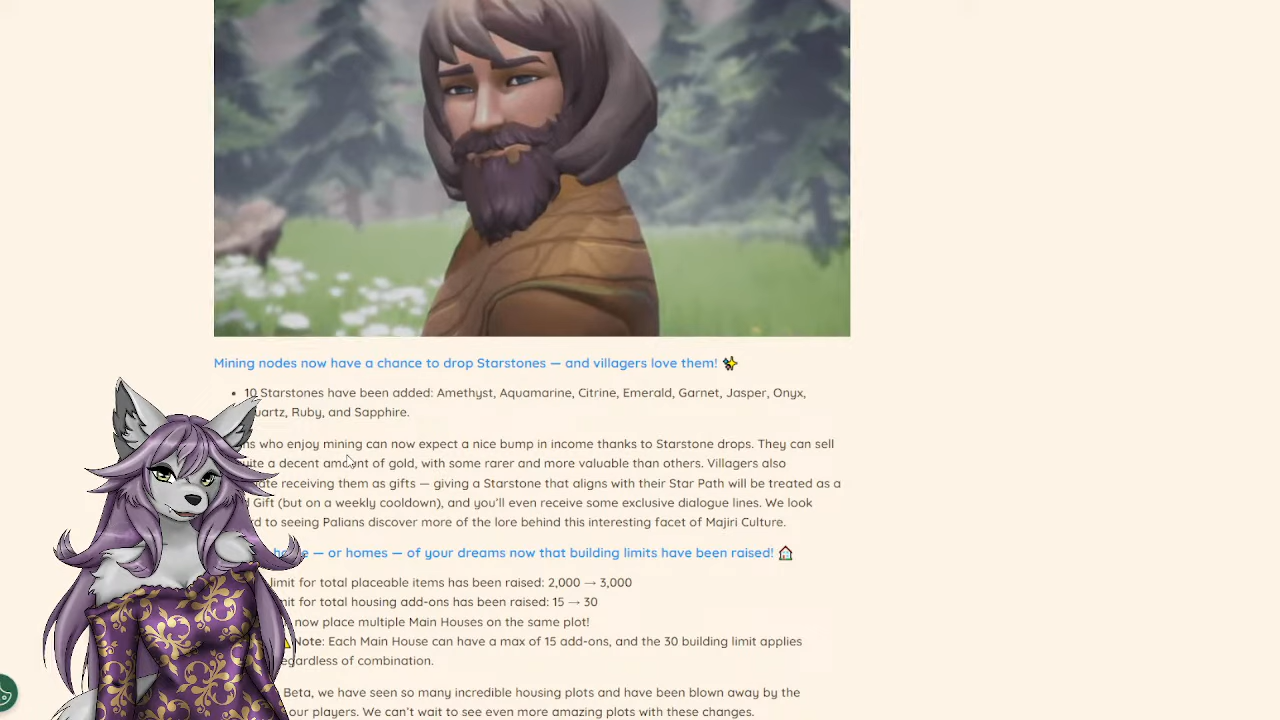 Mining nodes now have a chance to drop Starstones — and villagers love them! ✨
• 10 Starstones have been added: Amethyst, Aquamarine, Citrine, Emerald, Garnet, Jasper, Onyx,
uartz, Ruby, and Sapphire.
ns who enjoy mining can now expect a nice bump in income thanks to Starstone drops. They can sell
uite a decent amount of gold, with some rarer and more valuable than others. Villagers also
receiving them as gifts — giving a Starstone that aligns with their Star Path will be treated as a
Gift (but on a weekly cooldown), and you'll even receive some exclusive dialogue lines. We look
to seeing Palians discover more of the lore behind this interesting facet of Majiri Culture.
— or homes — of your dreams now that building limits have been raised! 🏠
limit for total placeable items has been raised: 2,000 → 3,000
for total housing add-ons has been raised: 15 → 30
now place multiple Main Houses on the same plot!
Note: Each Main House can have a max of 15 add-ons, and the 30 building limit applies
regardless of combination.
Beta, we have seen so many incredible housing plots and have been blown away by the
our players. We can't wait to see even more amazing plots with these changes.